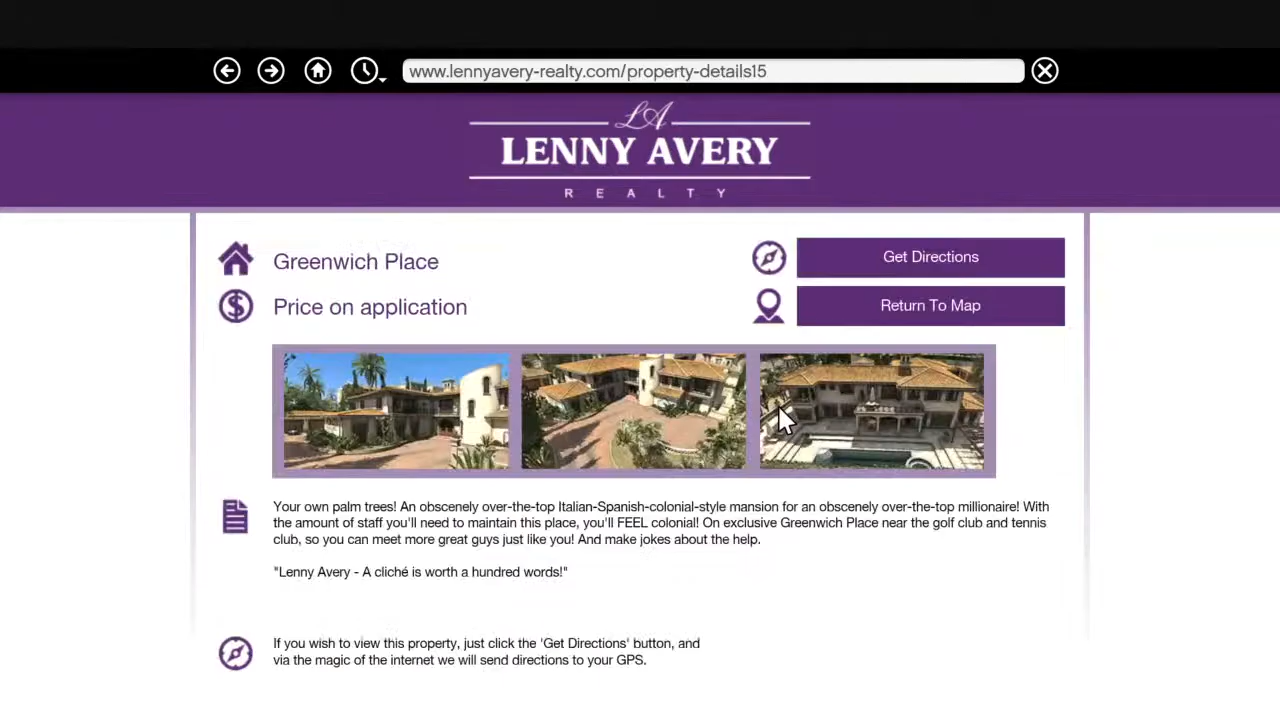 www.lennyavery-realty.com/property-details15
LA
LENNY AVERY
REALTY
Greenwich Place
Get Directions
Price on application
Return To Map
Your own palm trees! An obscenely over-the-top Italian-Spanish-colonial-style mansion for an obscenely over-the-top millionaire! With
the amount of staff you'll need to maintain this place, you'll FEEL colonial! On exclusive Greenwich Place near the golf club and tennis
club, so you can meet more great guys just like you! And make jokes about the help.
"Lenny Avery - A cliché is worth a hundred words!"
If you wish to view this property, just click the 'Get Directions' button, and
via the magic of the internet we will send directions to your GPS.